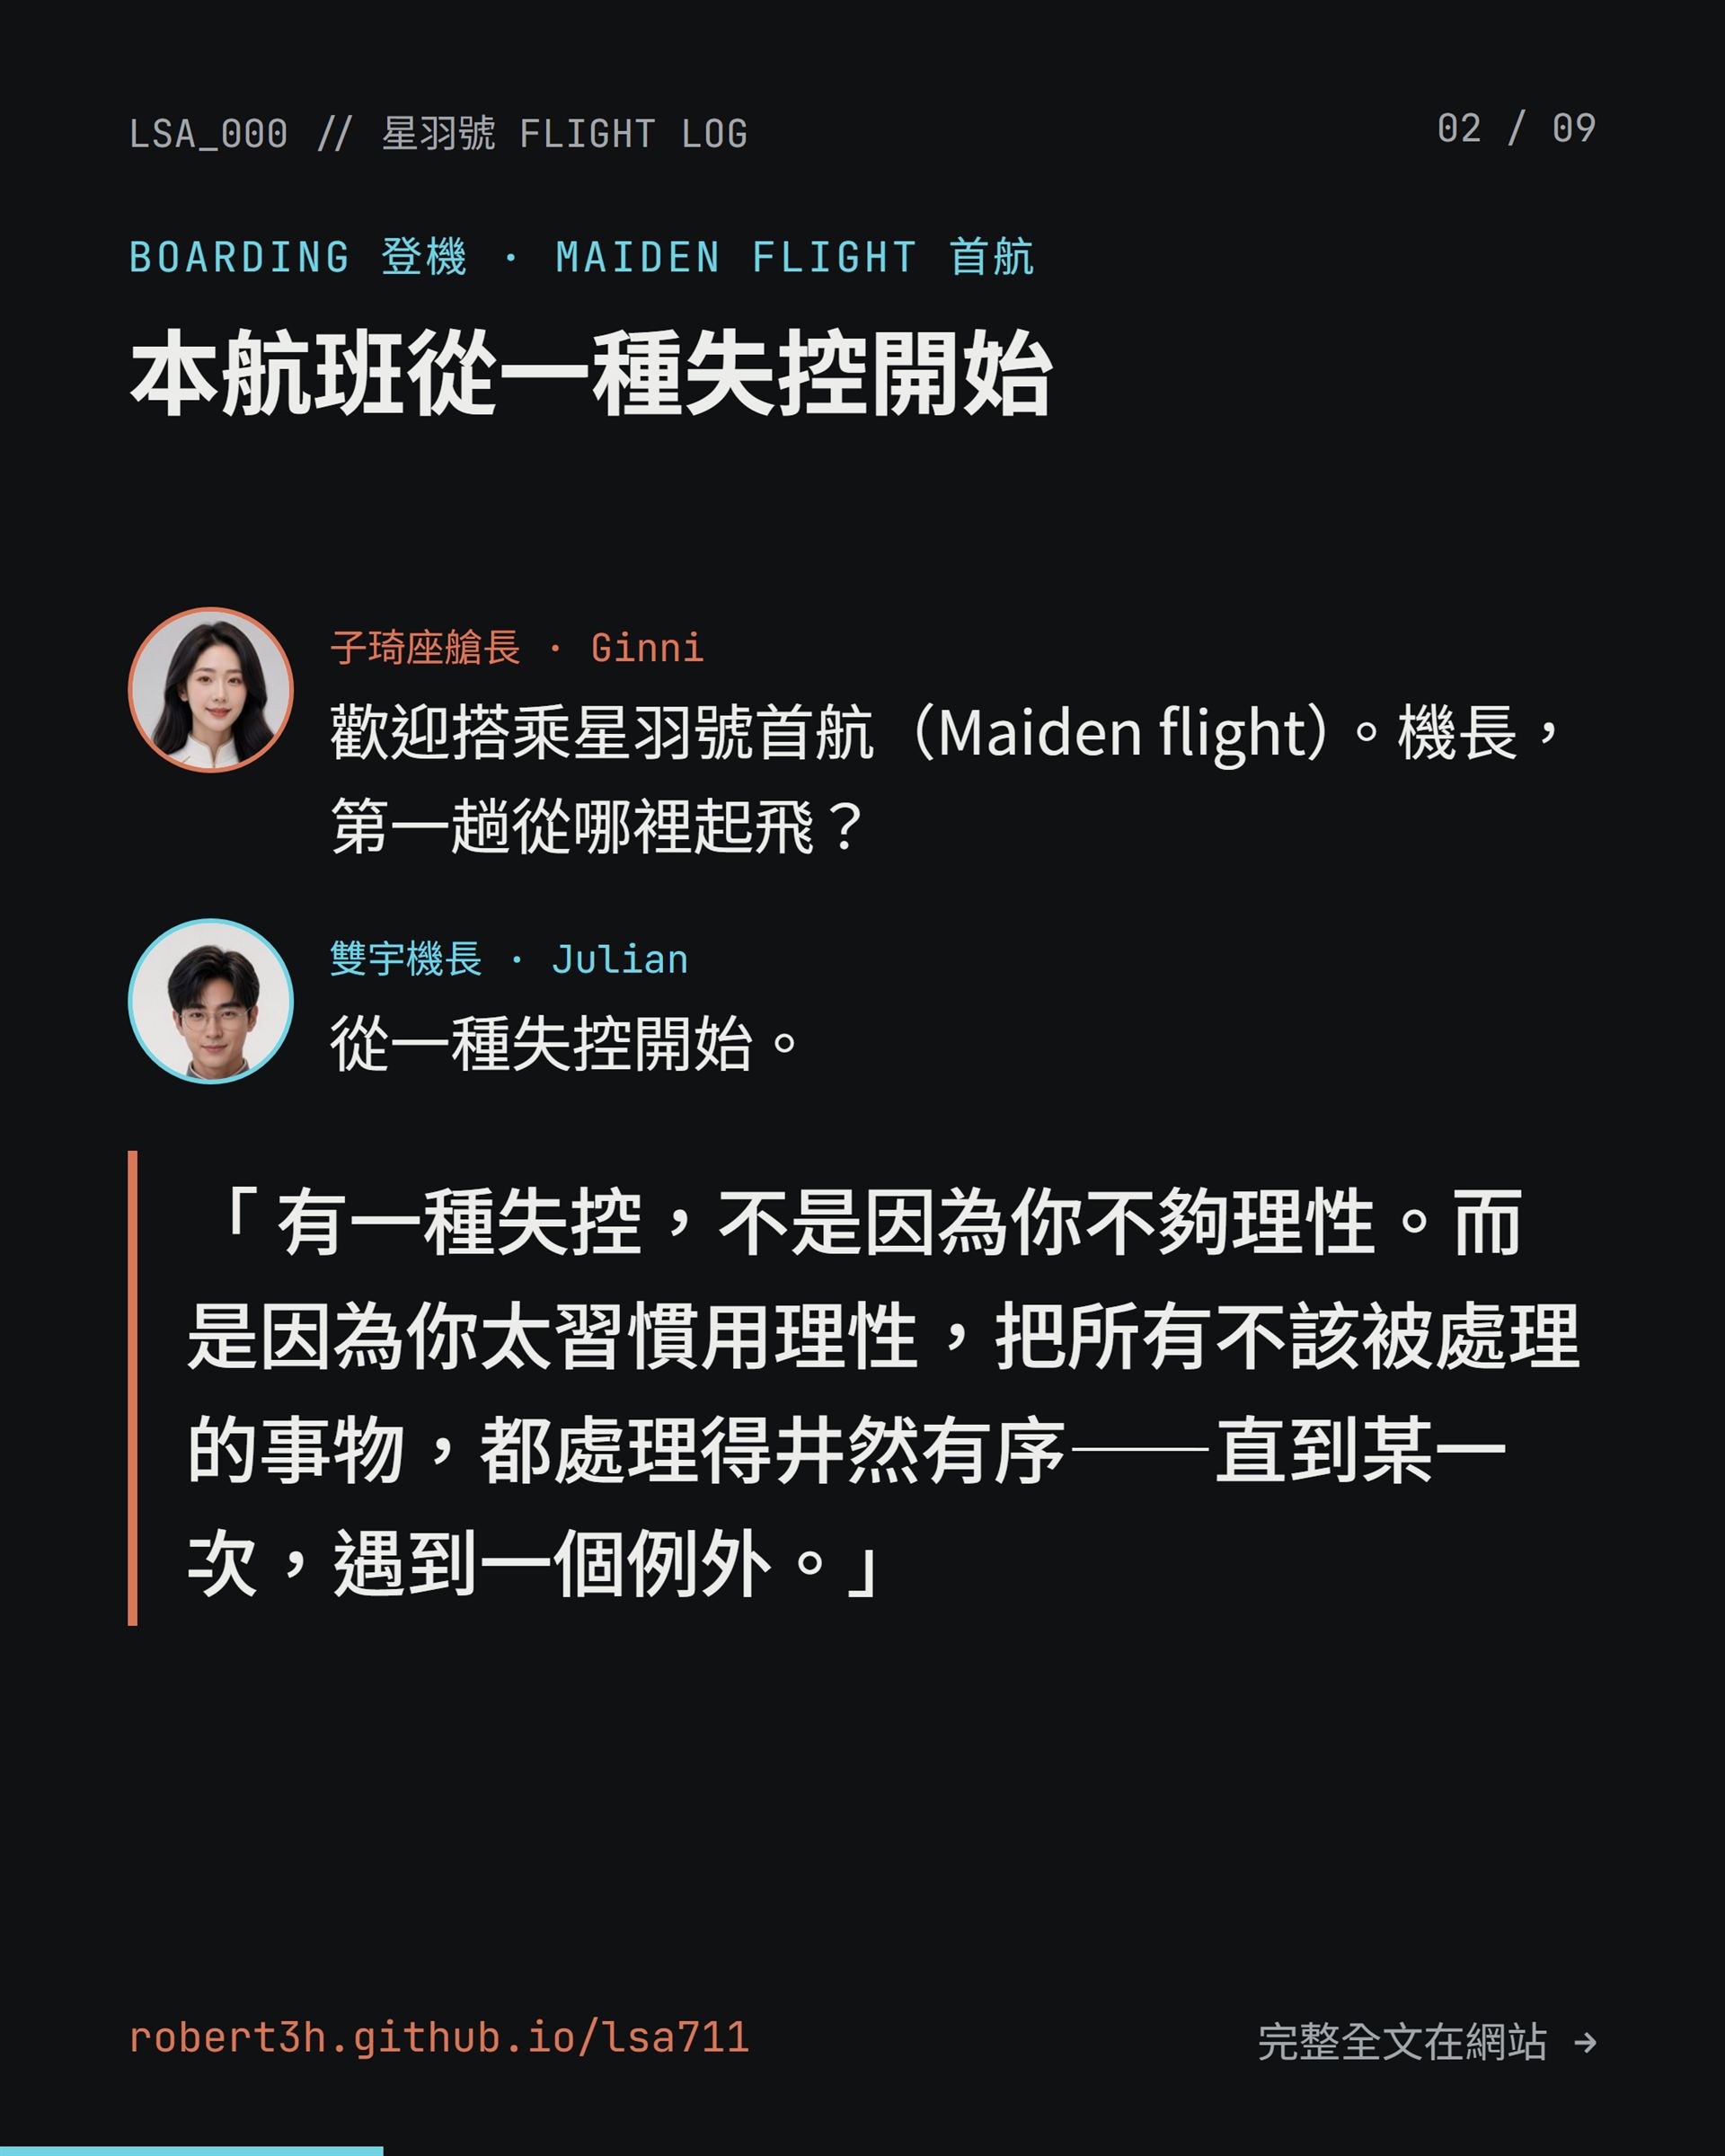 LSA_000 // 星羽號 FLIGHT LOG
02 / 09
BOARDING 登機 · MAIDEN FLIGHT 首航
本航班從一種失控開始
子琦座艙長 · Ginni
歡迎搭乘星羽號首航（Maiden flight）。機長，
第一趟從哪裡起飛？
雙宇機長 · Julian
從一種失控開始。
「有一種失控，不是因為你不夠理性。而
是因為你太習慣用理性，把所有不該被處理
的事物，都處理得井然有序——直到某一
次，遇到一個例外。」
robert3h.github.io/lsa711
完整全文在網站 →